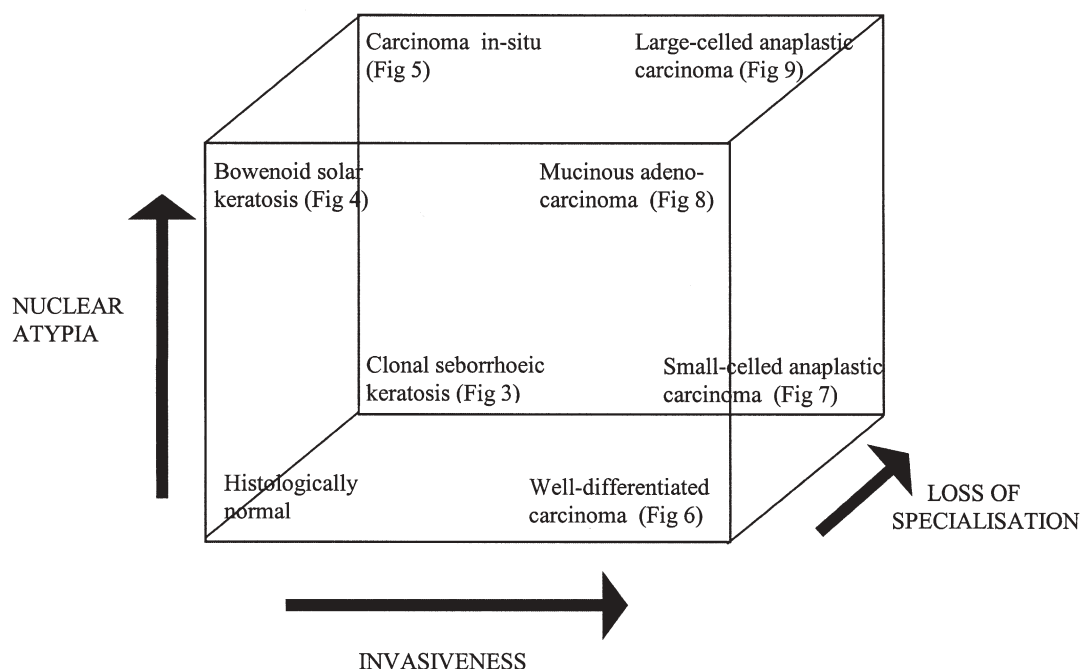 Carcinoma in-situ
(Fig 5)
Large-celled anaplastic
carcinoma (Fig 9)
Bowenoid solar
keratosis (Fig 4)
Mucinous adeno-
carcinoma (Fig 8)
NUCLEAR
ATYPIA
Clonal seborrhoeic
keratosis (Fig 3)
Small-celled anaplastic
carcinoma (Fig 7)
Histologically
normal
Well-differentiated
carcinoma (Fig 6)
LOSS OF
SPECIALISATION
INVASIVENESS